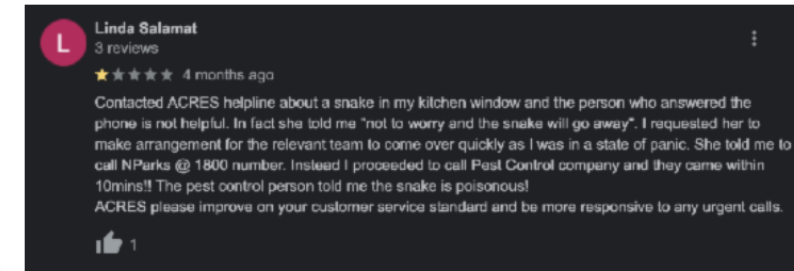 L
Linda Salamat
3 reviews
4 months ago
Contacted ACRES helpline about a snake in my kitchen window and the person who answered the
phone is not helpful. In fact she told me "not to worry and the snake will go away". I requested her to
make arrangement for the relevant team to come over quickly as I was in a state of panic. She told me to
call NParks @ 1800 number. Instead I proceeded to call Pest Control company and they came within
10mins!! The pest control person told me the snake is poisonous!
ACRES please improve on your customer service standard and be more responsive to any urgent calls.
1